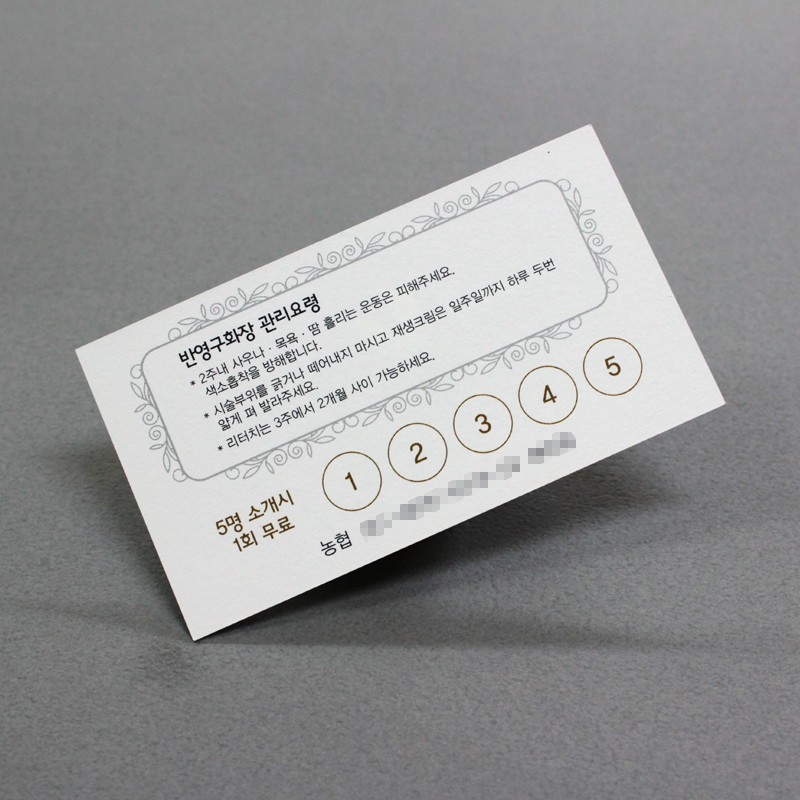 반영구화장 관리요령
* 2주내 사우나 · 목욕 · 땀 흘리는 운동은 피해주세요.
색소흡착을 방해합니다.
* 시술부위를 긁거나 떼어내지 마시고 재생크림은 일주일까지 하루 두번
얇게 펴 발라주세요.
* 리터치는 3주에서 2개월 사이 가능하세요.
5명 소개시
1회 무료
1 2 3 4 5
농협